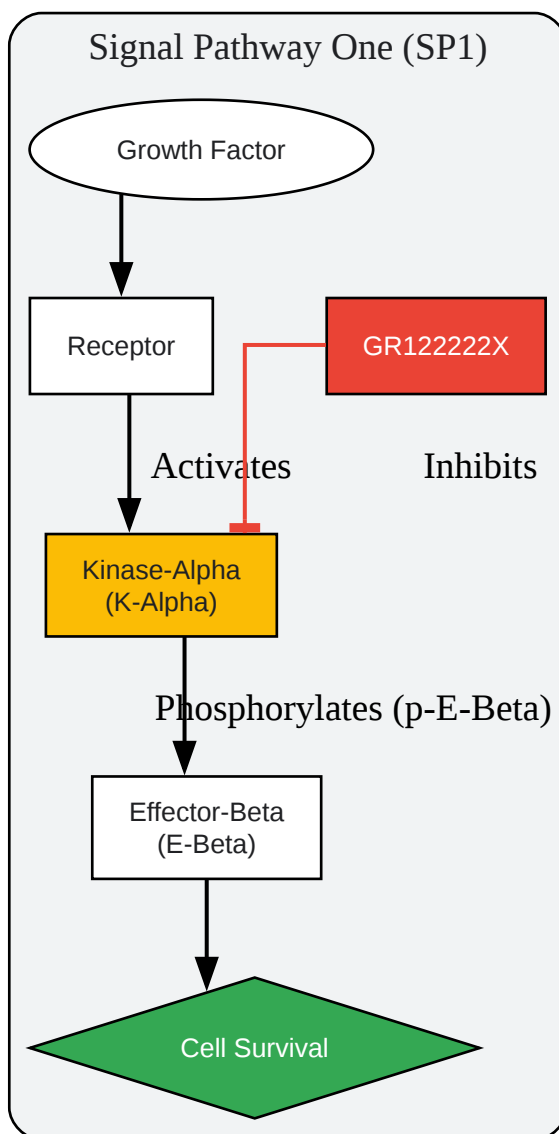 Signal Pathway One (SP1)
Growth Factor
Receptor
GR122222X
Activates
Inhibits
Kinase-Alpha
(K-Alpha)
Phosphorylates (p-E-Beta)
Effector-Beta
(E-Beta)
Cell Survival